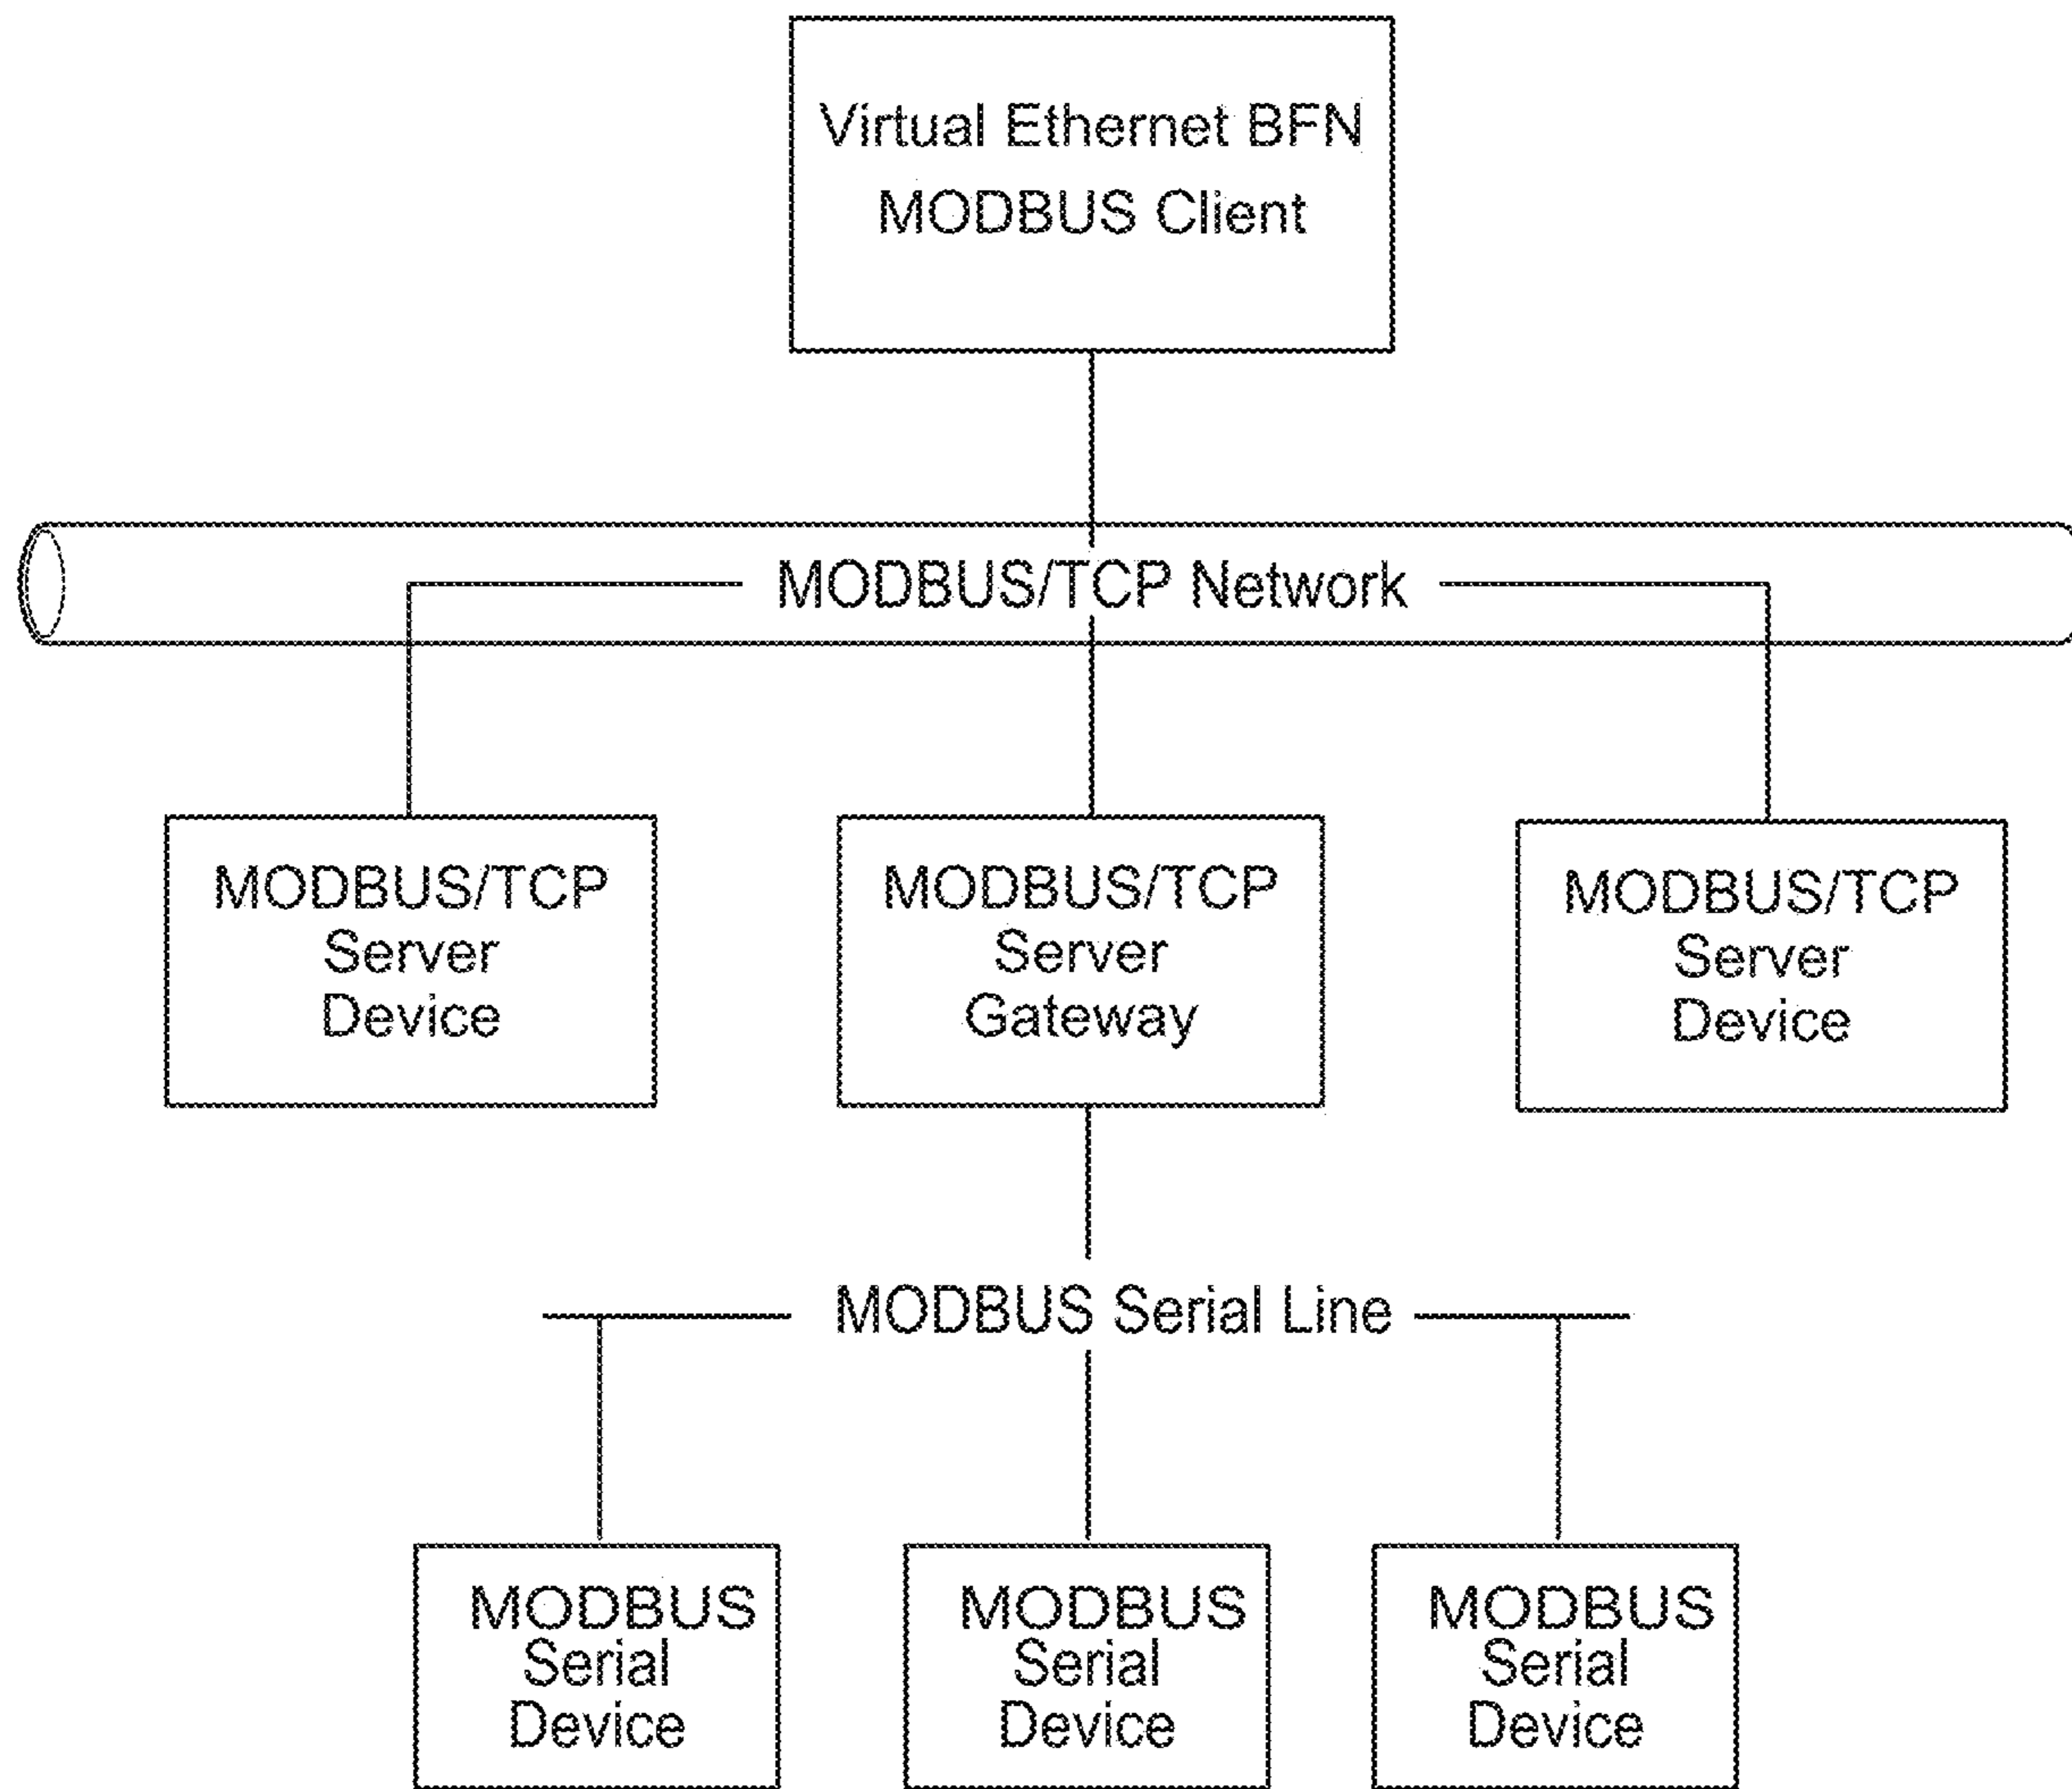 Virtual Ethernet BFN
MODBUS Client
MODBUS/TCP Network
MODBUS/TCP
Server
Device
MODBUS/TCP
Server
Gateway
MODBUS/TCP
Server
Device
MODBUS Serial Line
MODBUS
Serial
Device
MODBUS
Serial
Device
MODBUS
Serial
Device